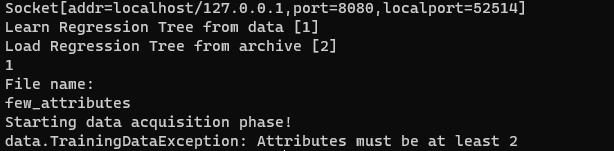 Socket[addr=localhost/127.0.0.1,port=8080,localport=52514]
Learn Regression Tree from data [1]
Load Regression Tree from archive [2]
1
File name:
few_attributes
Starting data acquisition phase!
data.TrainingDataException: Attributes must be at least 2